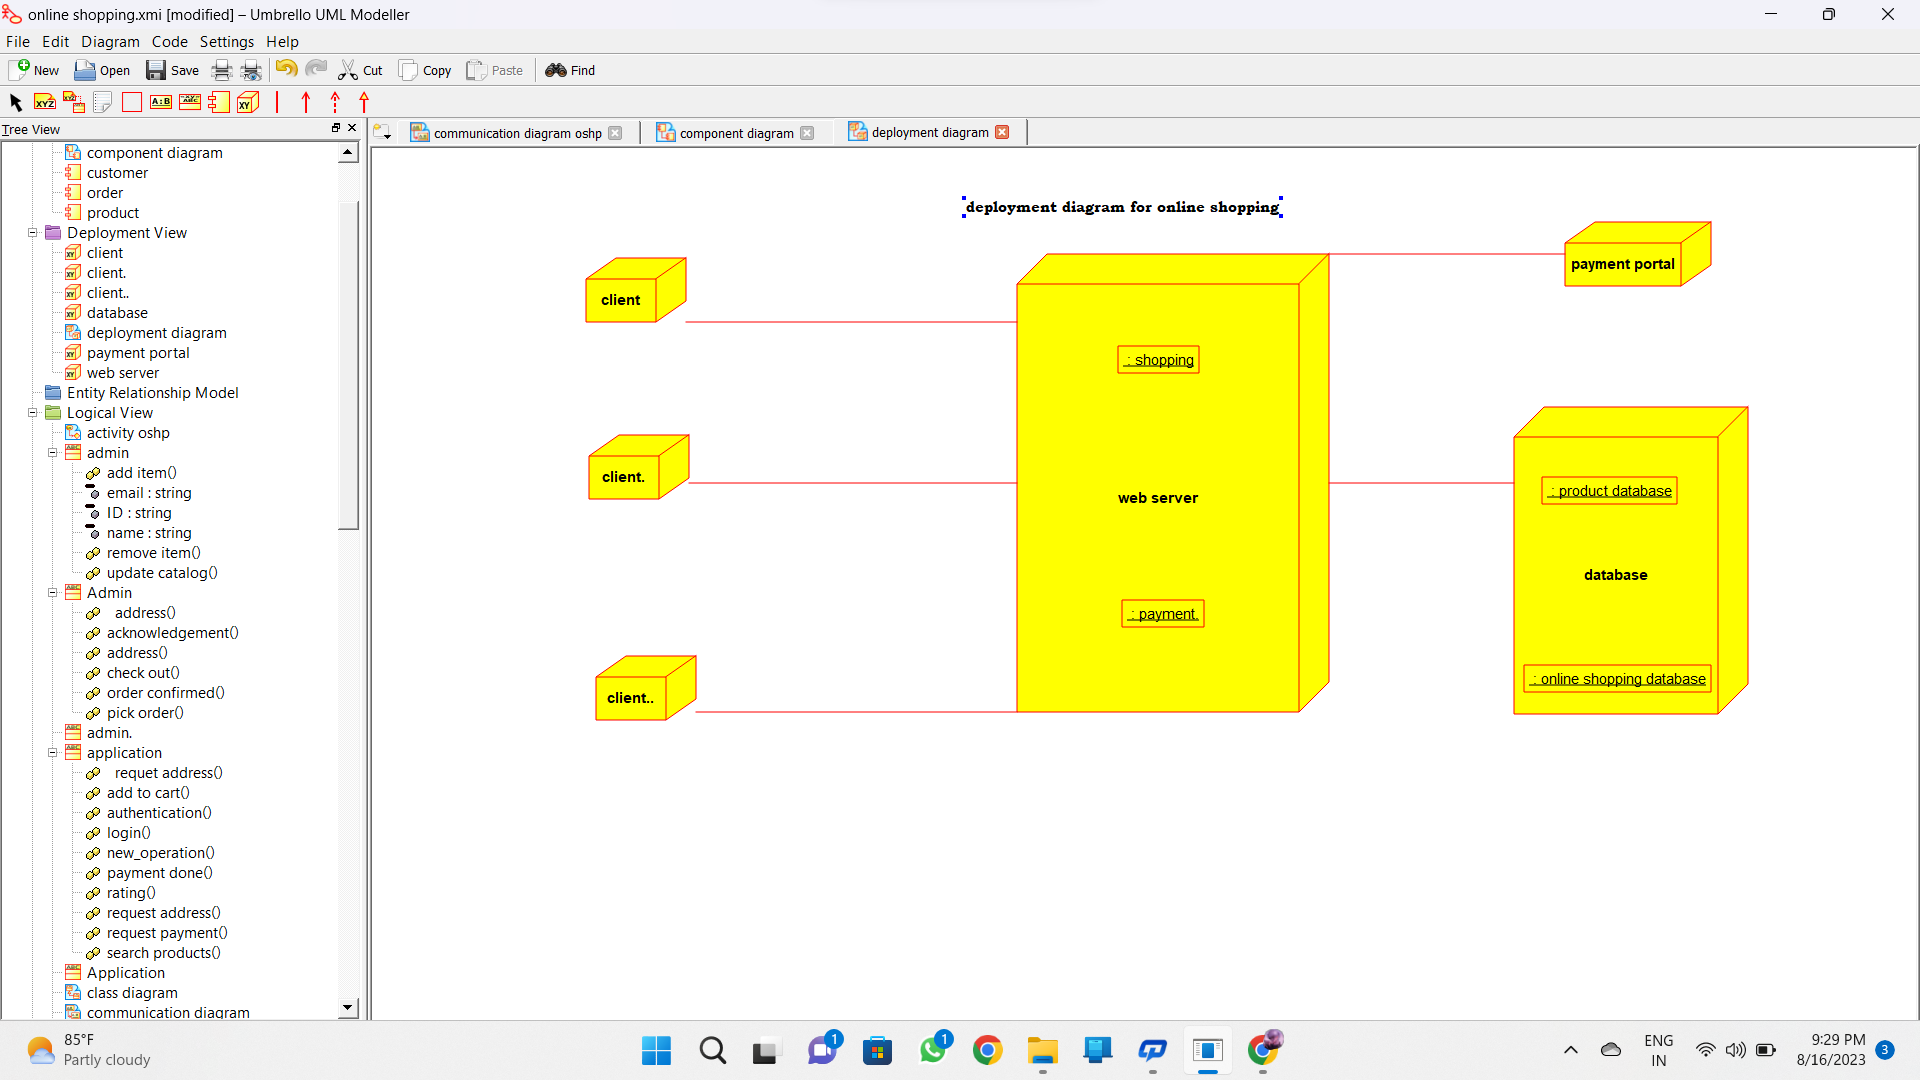 online shopping.xmi [modified] – Umbrello UML Modeller
File Edit Diagram Code Settings Help
New Open Save Cut Copy Paste Find
Tree View
communication diagram oshp component diagram deployment diagram
component diagram
customer
order
product
Deployment View
client
client.
client..
database
deployment diagram
payment portal
web server
Entity Relationship Model
Logical View
activity oshp
admin
add item()
email : string
ID : string
name : string
remove item()
update catalog()
Admin
address()
acknowledgement()
address()
check out()
order confirmed()
pick order()
admin.
application
requet address()
add to cart()
authentication()
login()
new_operation()
payment done()
rating()
request address()
request payment()
search products()
Application
class diagram
communication diagram
deployment diagram for online shopping
payment portal
client
: shopping
client.
web server
: product database
database
: payment.
client..
: online shopping database
85°F
Partly cloudy
1
1
ENG
IN
9:29 PM
8/16/2023
3